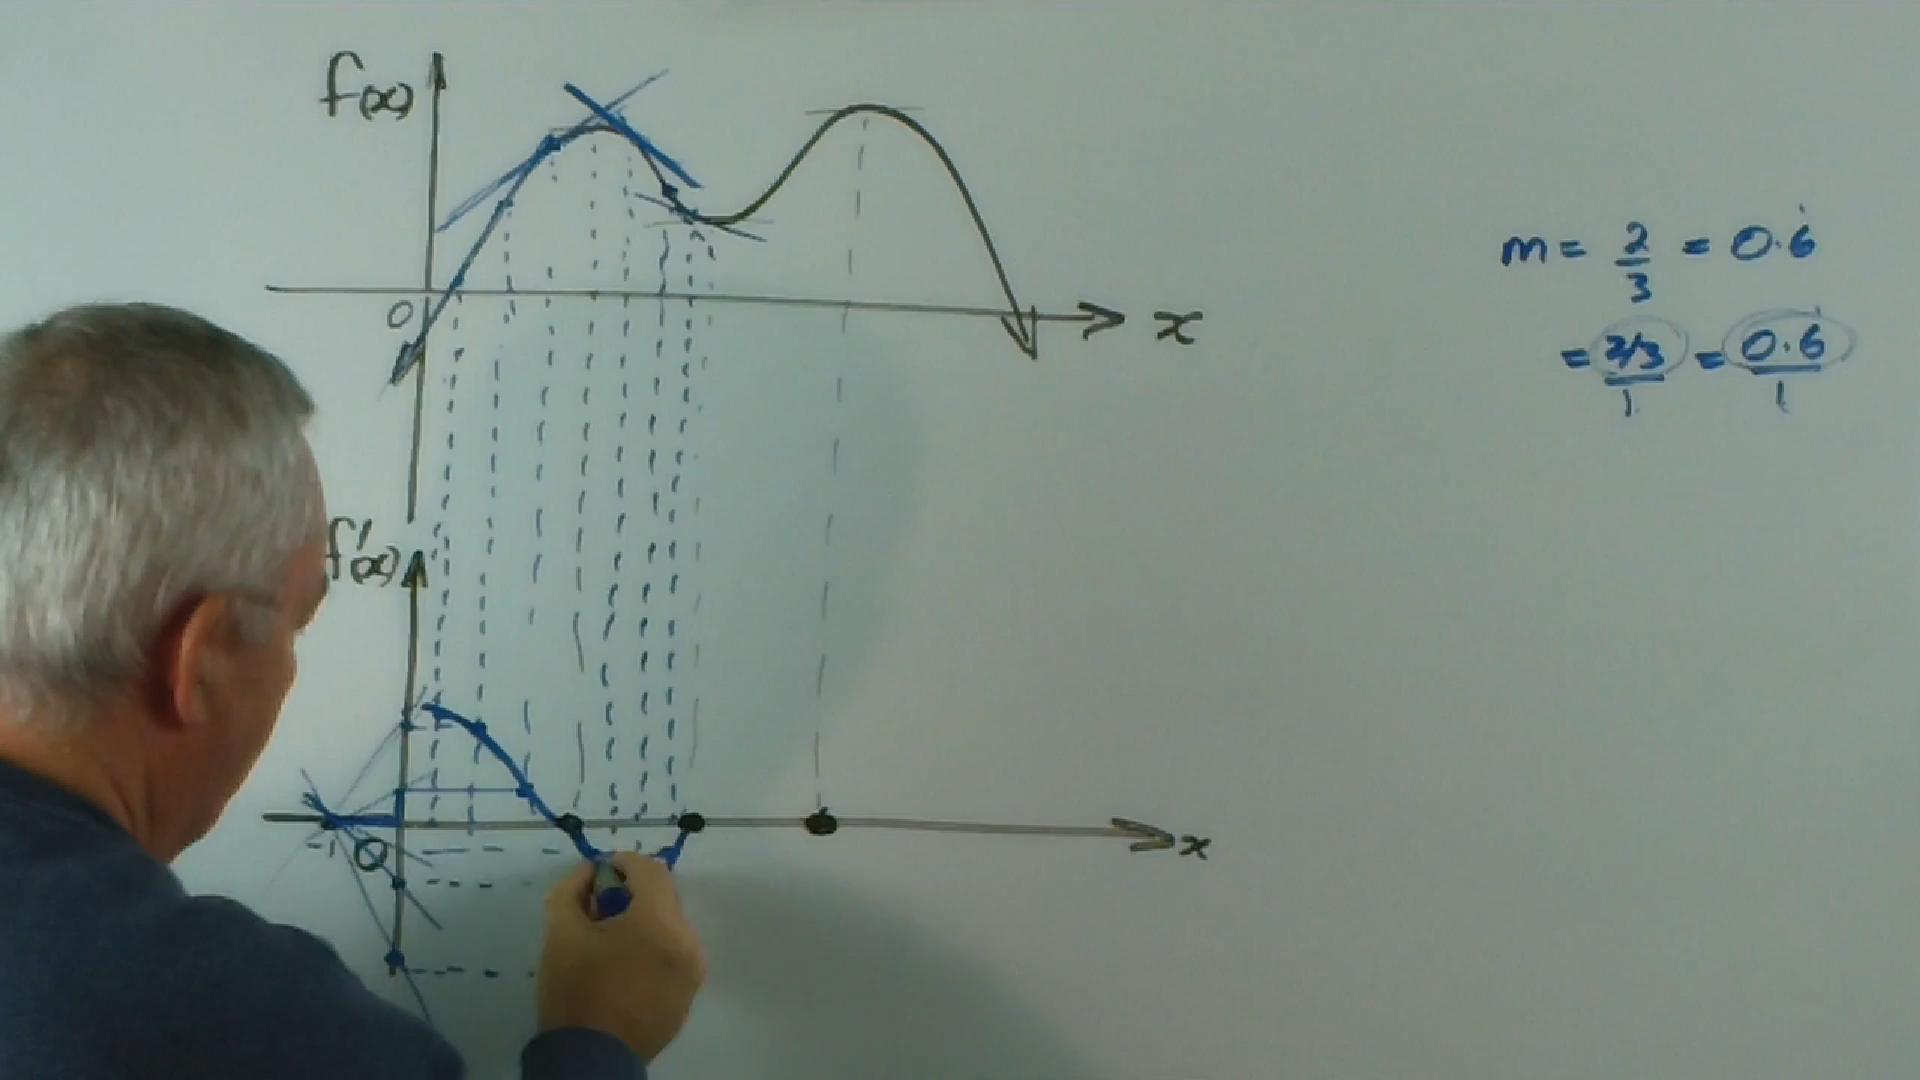 f(x)
m = 2/3 = 0.6̇
= 2/3/1 = 0.6̇/1
0
x
f'(x)
-1 0
x